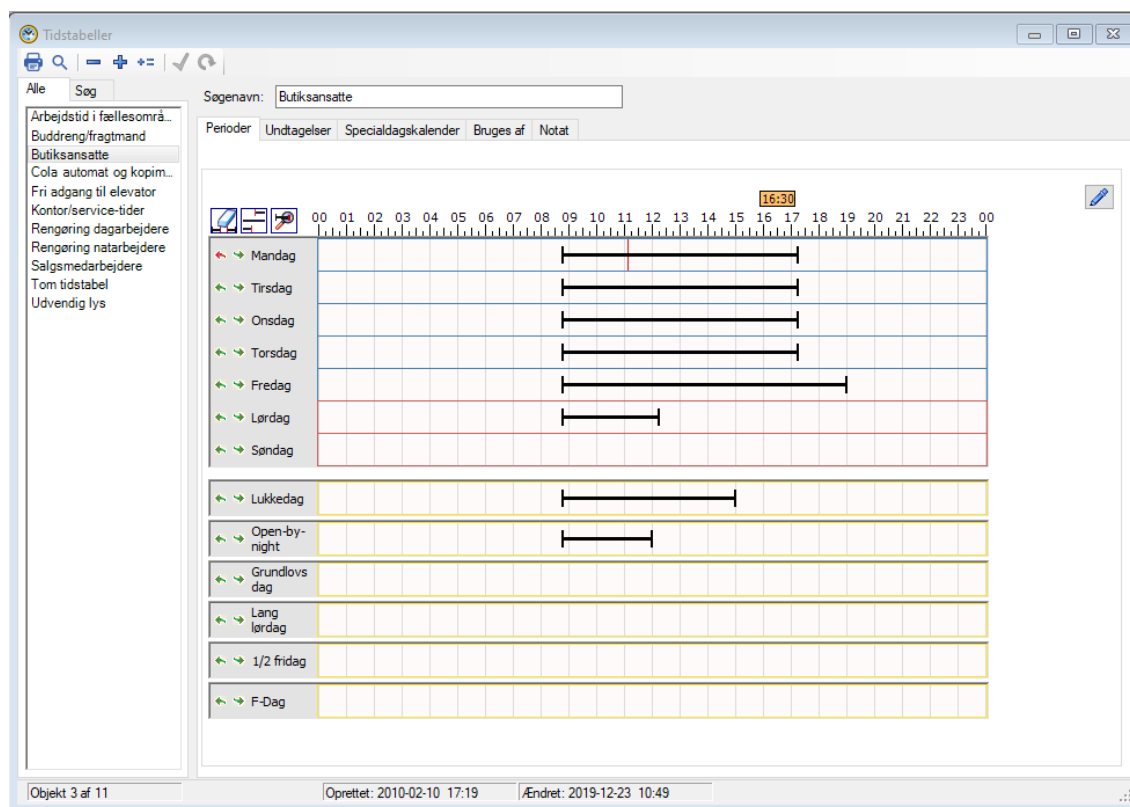 Tidstabeller
Alle Søg
Arbejdstid i fællesområ...
Buddreng/fragtmand
Butiksansatte
Cola automat og kopim...
Fri adgang til elevator
Kontor/service-tider
Rengøring dagarbejdere
Rengøring natarbejdere
Salgsmedarbejdere
Tom tidstabel
Udvendig lys
Søgenavn: Butiksansatte
Perioder Undtagelser Specialdagskalender Bruges af Notat
16:30
00 01 02 03 04 05 06 07 08 09 10 11 12 13 14 15 16 17 18 19 20 21 22 23 00
Mandag
Tirsdag
Onsdag
Torsdag
Fredag
Lørdag
Søndag
Lukkedag
Open-by-
night
Grundlovs
dag
Lang
lørdag
1/2 fridag
F-Dag
Objekt 3 af 11 Oprettet: 2010-02-10 17:19 Ændret: 2019-12-23 10:49